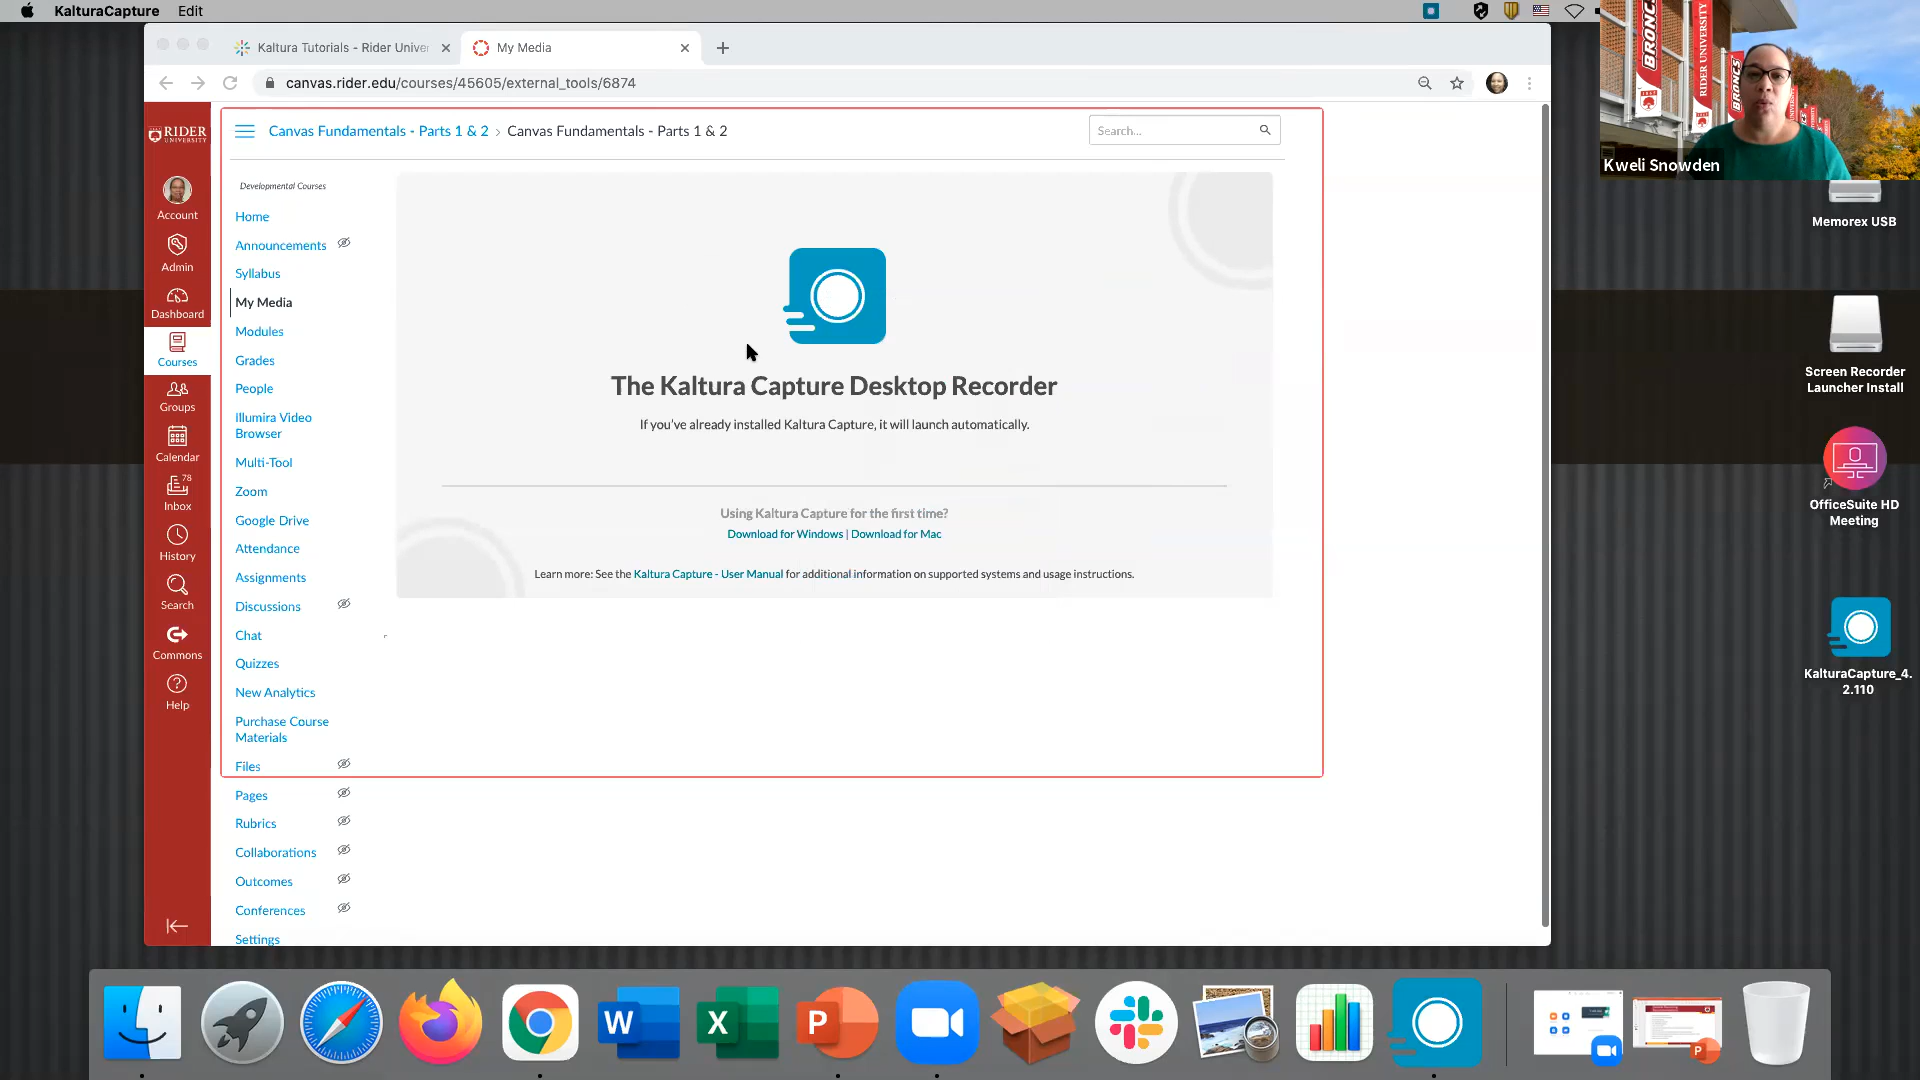 KalturaCapture Edit
Kaltura Tutorials - Rider Univer
My Media
canvas.rider.edu/courses/45605/external_tools/6874
BRONCS
RIDER UNIVERSITY
BRONCS
Kweli Snowden
RIDER
UNIVERSITY
Account
Admin
Dashboard
Courses
Groups
Calendar
78
Inbox
History
Search
Commons
Help
Canvas Fundamentals - Parts 1 & 2 › Canvas Fundamentals - Parts 1 & 2
Search...
Developmental Courses
Home
Announcements
Syllabus
My Media
Modules
Grades
People
Illumira Video
Browser
Multi-Tool
Zoom
Google Drive
Attendance
Assignments
Discussions
Chat
Quizzes
New Analytics
Purchase Course
Materials
Files
Pages
Rubrics
Collaborations
Outcomes
Conferences
Settings
The Kaltura Capture Desktop Recorder
If you've already installed Kaltura Capture, it will launch automatically.
Using Kaltura Capture for the first time?
Download for Windows | Download for Mac
Learn more: See the Kaltura Capture - User Manual for additional information on supported systems and usage instructions.
Memorex USB
Screen Recorder
Launcher Install
OfficeSuite HD
Meeting
KalturaCapture_4.
2.110
W
X
P
P